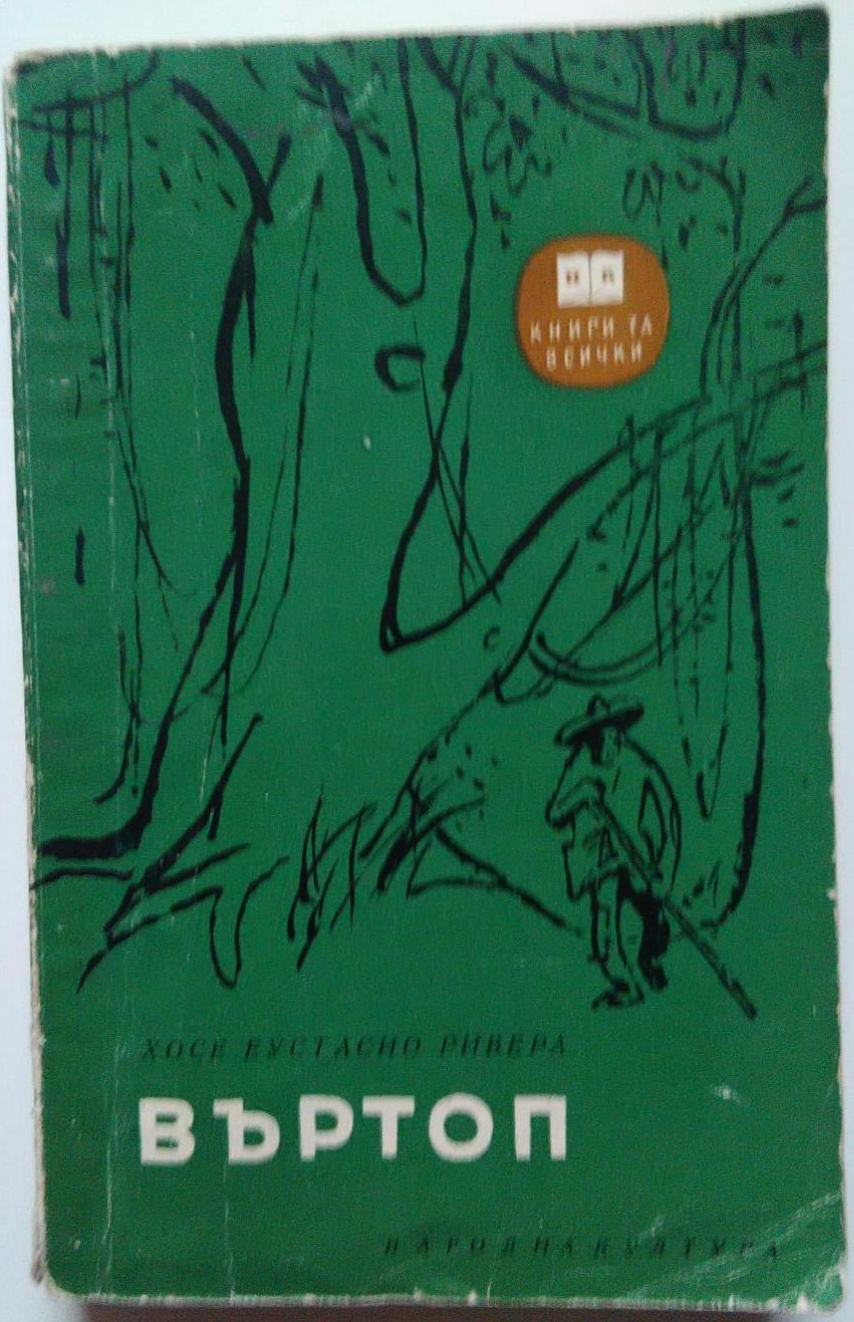 Н К
КНИГИ ЗА
ВСИЧКИ
ХОСЕ ЕУСТАСИО РИВЕРА
ВЪРТОП
НАРОДНА КУЛТУРА